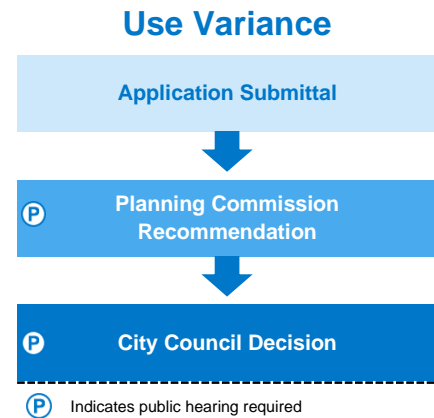 Use Variance
Application Submittal
P
Planning Commission
Recommendation
P
City Council Decision
P Indicates public hearing required